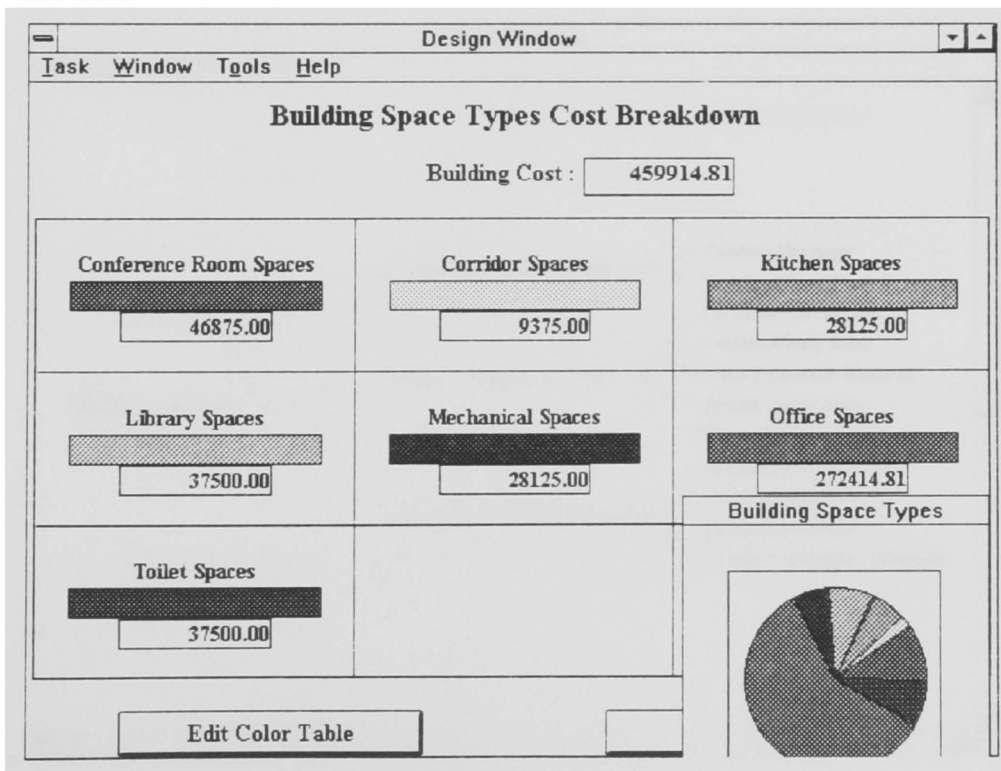 Design Window
Task Window Tools Help
Building Space Types Cost Breakdown
Building Cost : 459914.81
Conference Room Spaces
46875.00
Corridor Spaces
9375.00
Kitchen Spaces
28125.00
Library Spaces
37500.00
Mechanical Spaces
28125.00
Office Spaces
272414.81
Toilet Spaces
37500.00
Building Space Types
Edit Color Table